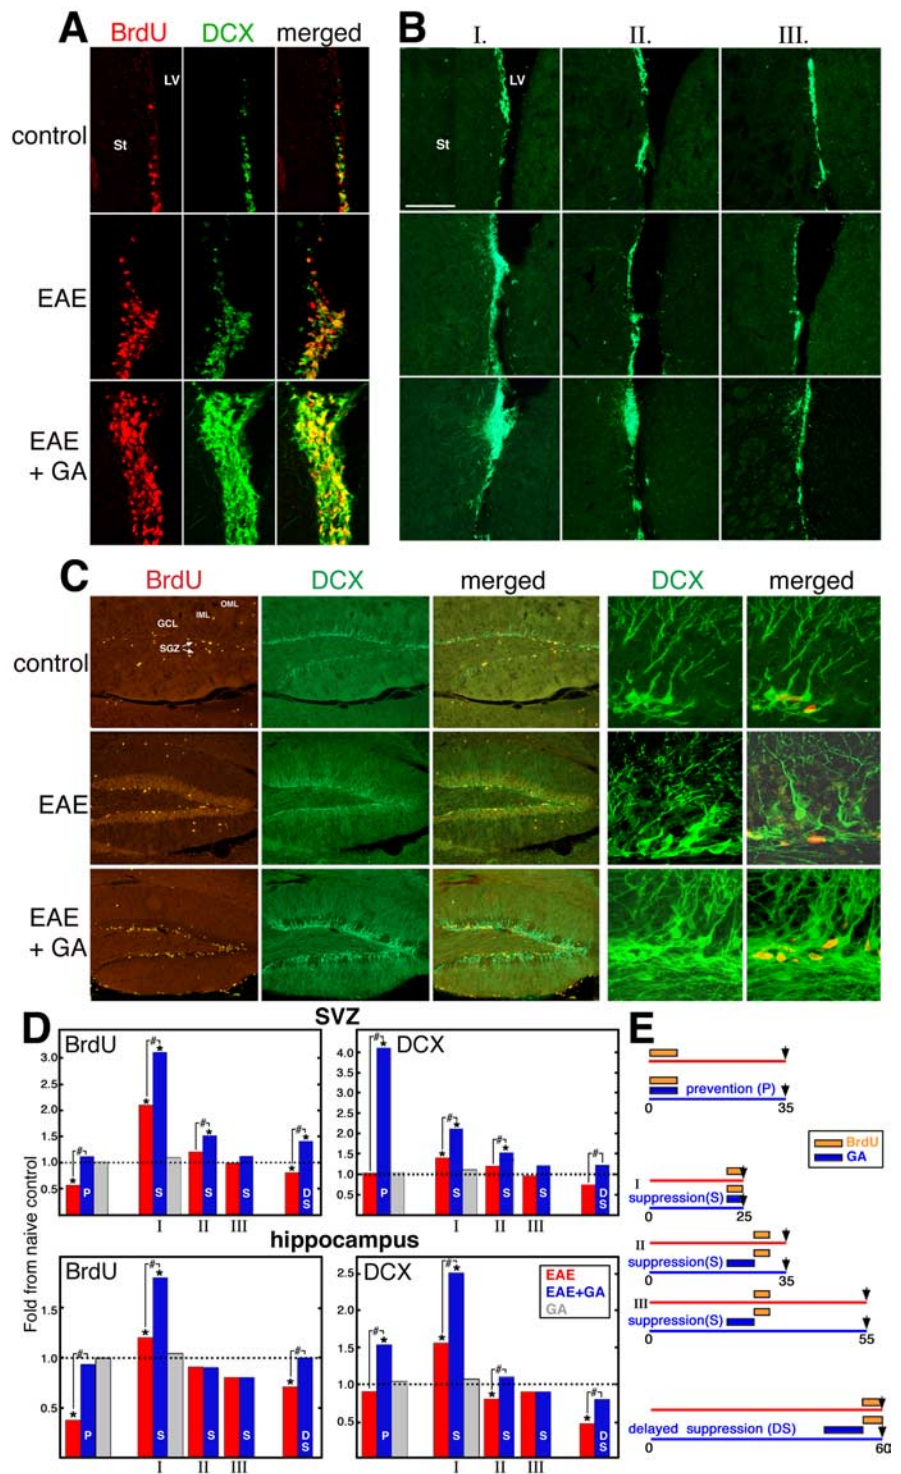 A BrdU DCX merged
B I. II. III.
LV
control
St
EAE
EAE
+ GA
LV
St
C BrdU DCX merged DCX merged
OML
IML
GCL
SGZ
control
EAE
EAE
+ GA
D SVZ
Fold from naive control
BrdU
3.0
2.5
2.0
1.5
1.0
0.5
# # # #
* * * * * *
P S S S D S
I II III
DCX
4.0
3.5
3.0
2.5
2.0
1.5
1.0
0.5
# # # #
* * * *
P S S S D S
I II III
hippocampus
BrdU
1.5
1.0
0.5
# # #
* * * *
P S S S D S
I II III
DCX
2.5
2.0
1.5
1.0
0.5
# # # #
* * * * *
P S S S D S
I II III
EAE
EAE+GA
GA
E
prevention (P)
0 35
BrdU
GA
I
suppression(S)
0 25
II
suppression(S)
0 35
III
suppression(S)
0 55
delayed suppression (DS)
0 60